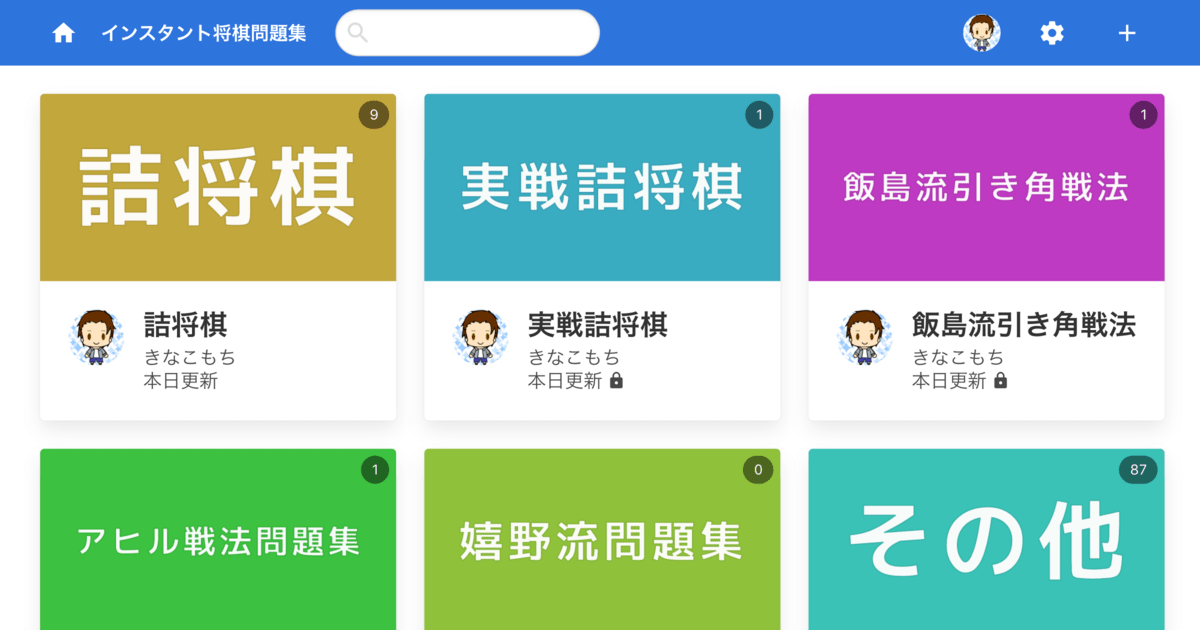 インスタント将棋問題集
9
詰将棋
詰将棋
きなこもち
本日更新
1
実戦詰将棋
実戦詰将棋
きなこもち
本日更新
1
飯島流引き角戦法
飯島流引き角戦法
きなこもち
本日更新
1
アヒル戦法問題集
0
嬉野流問題集
87
その他